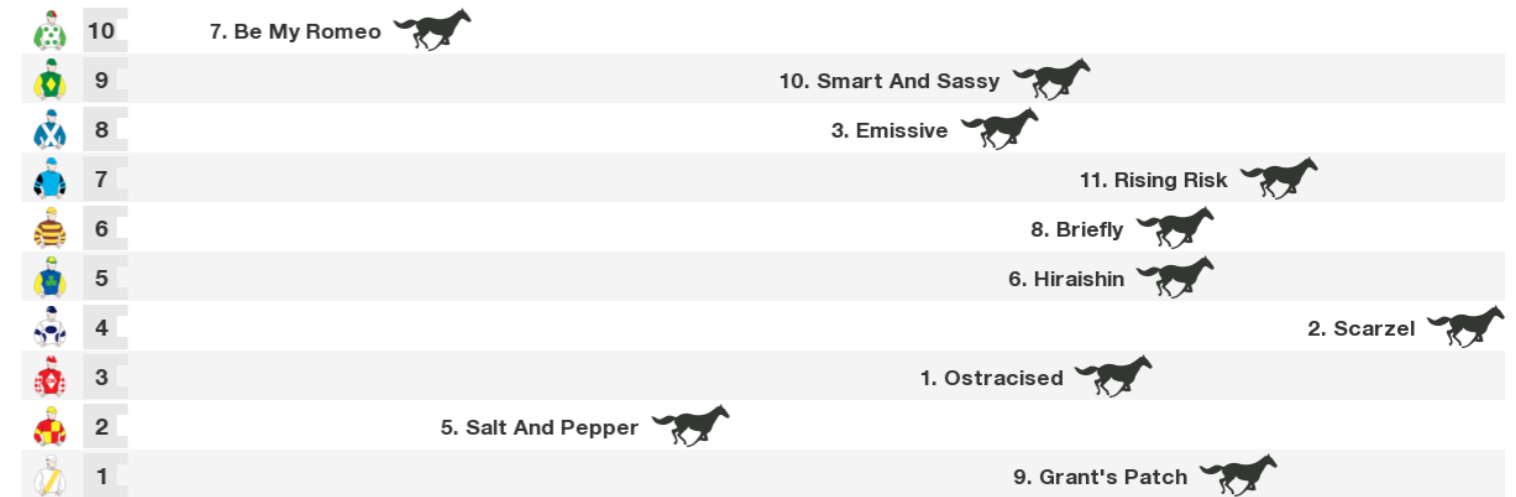 10 7. Be My Romeo
9 10. Smart And Sassy
8 3. Emissive
7 11. Rising Risk
6 8. Briefly
5 6. Hiraishin
4 2. Scarzel
3 1. Ostracised
2 5. Salt And Pepper
1 9. Grant's Patch